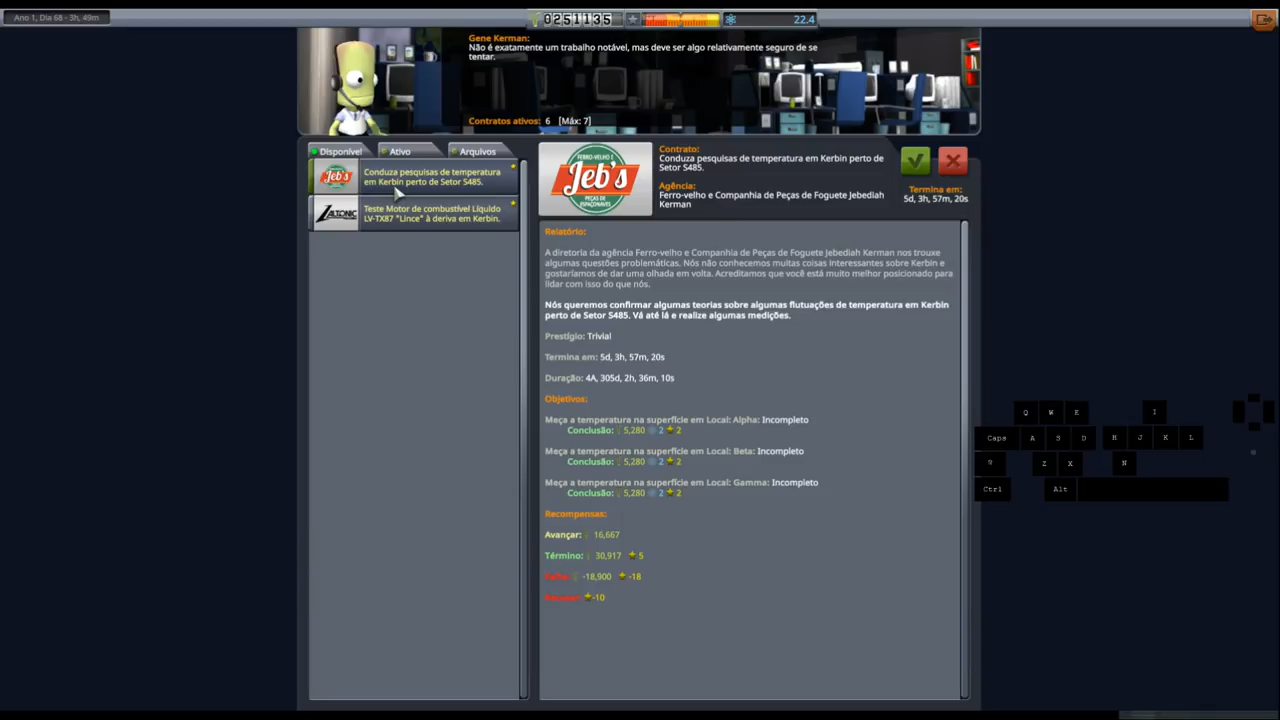 Ano 1, Dia 68 - 3h, 49m
0251135
22.4
Gene Kerman:
Não é exatamente um trabalho notável, mas deve ser algo relativamente seguro de se
tentar.
Contratos ativos: 6 [Máx: 7]
Disponível
Ativo
Arquivos
Conduza pesquisas de temperatura
em Kerbin perto de Setor S485.
Teste Motor de combustível Líquido
LV-TX87 "Lince" à deriva em Kerbin.
FERRO-VELHO E
Jeb's
PEÇAS DE
ESPAÇONAVES
Jeb's
ZALTONIC
Contrato:
Conduza pesquisas de temperatura em Kerbin perto de
Setor S485.
Agência:
Ferro-velho e Companhia de Peças de Foguete Jebediah
Kerman
Termina em:
5d, 3h, 57m, 20s
Relatório:
A diretoria da agência Ferro-velho e Companhia de Peças de Foguete Jebediah Kerman nos trouxe
algumas questões problemáticas. Nós não conhecemos muitas coisas interessantes sobre Kerbin e
gostaríamos de dar uma olhada em volta. Acreditamos que você está muito melhor posicionado para
lidar com isso do que nós.
Nós queremos confirmar algumas teorias sobre algumas flutuações de temperatura em Kerbin
perto de Setor S485. Vá até lá e realize algumas medições.
Prestígio: Trivial
Termina em: 5d, 3h, 57m, 20s
Duração: 4A, 305d, 2h, 36m, 10s
Objetivos:
Meça a temperatura na superfície em Local: Alpha: Incompleto
Conclusão: 5,280 2 2
Meça a temperatura na superfície em Local: Beta: Incompleto
Conclusão: 5,280 2 2
Meça a temperatura na superfície em Local: Gamma: Incompleto
Conclusão: 5,280 2 2
Recompensas:
Avançar: 16,667
Término: 30,917 5
-18,900 -18
-10
Q W E I
Caps A S D H J K L
Z X N
Ctrl Alt